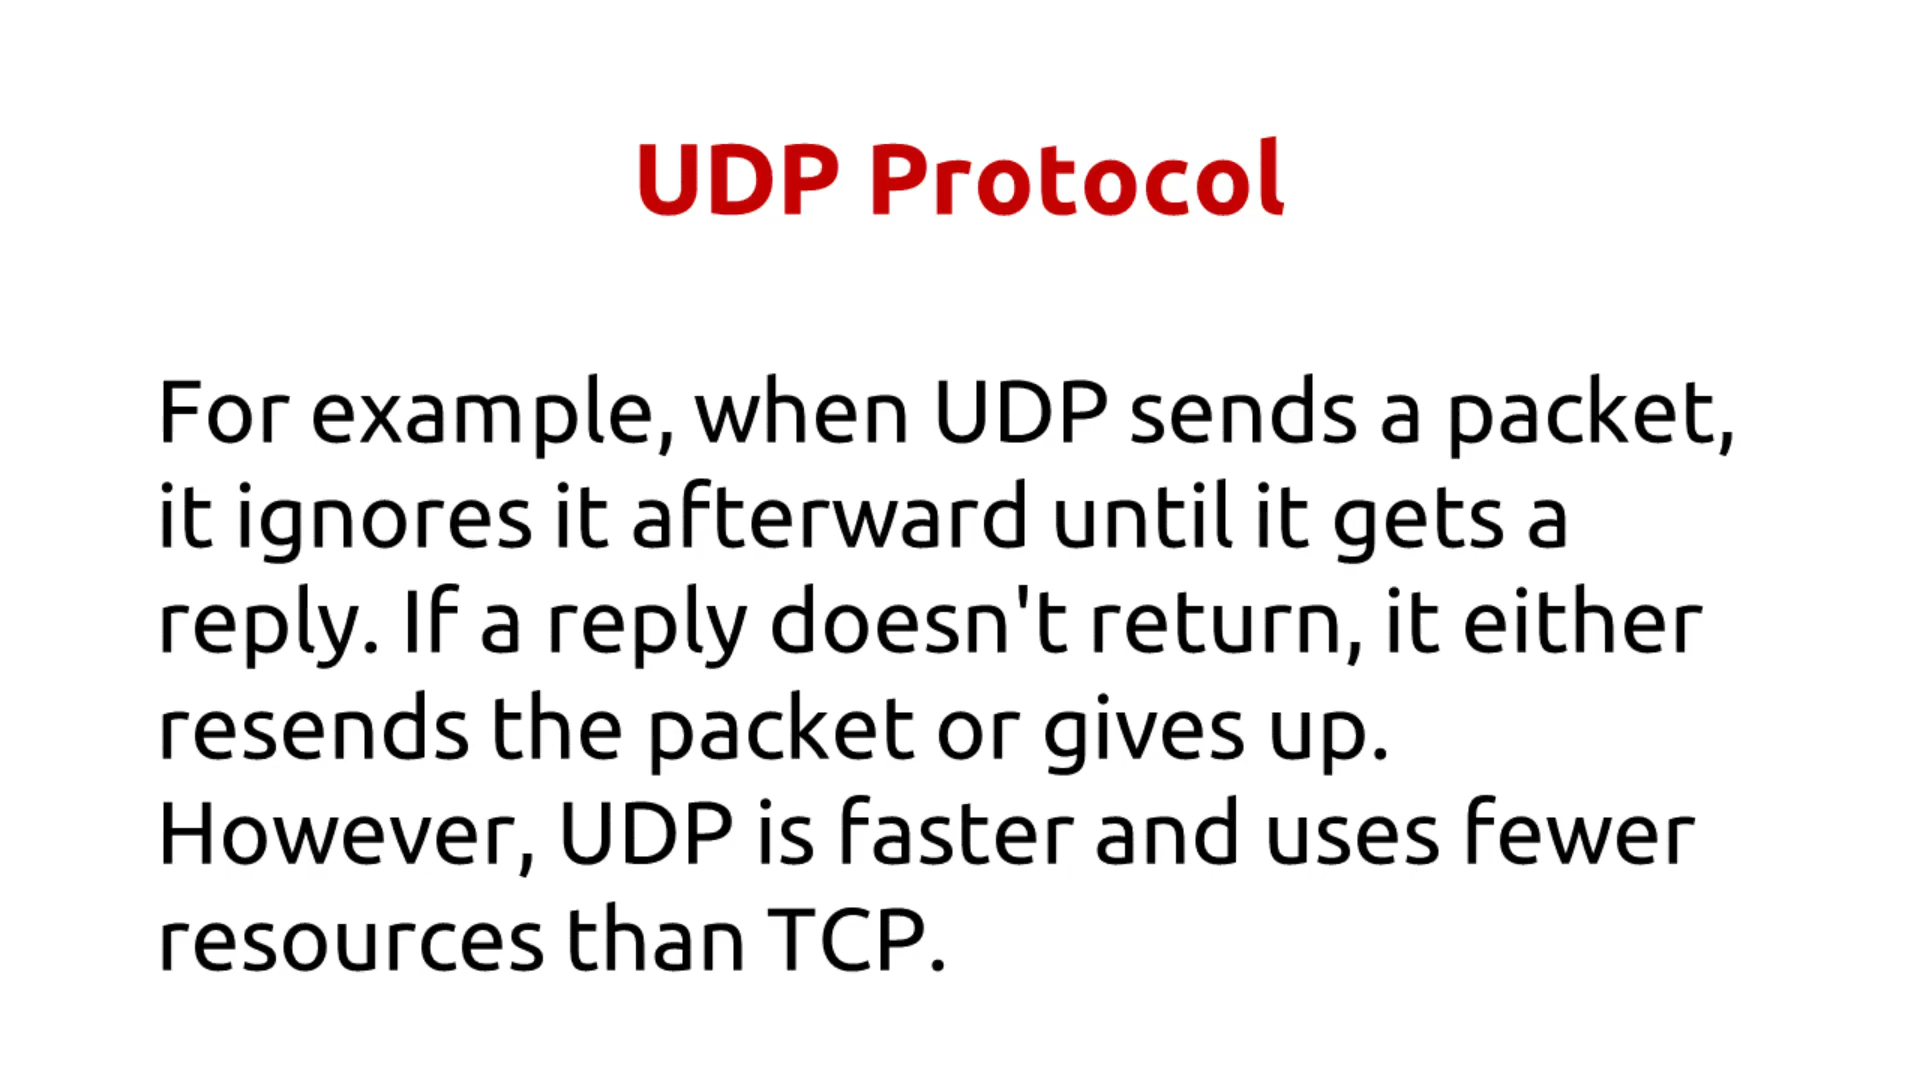 UDP Protocol
For example, when UDP sends a packet,
it ignores it afterward until it gets a
reply. If a reply doesn't return, it either
resends the packet or gives up.
However, UDP is faster and uses fewer
resources than TCP.